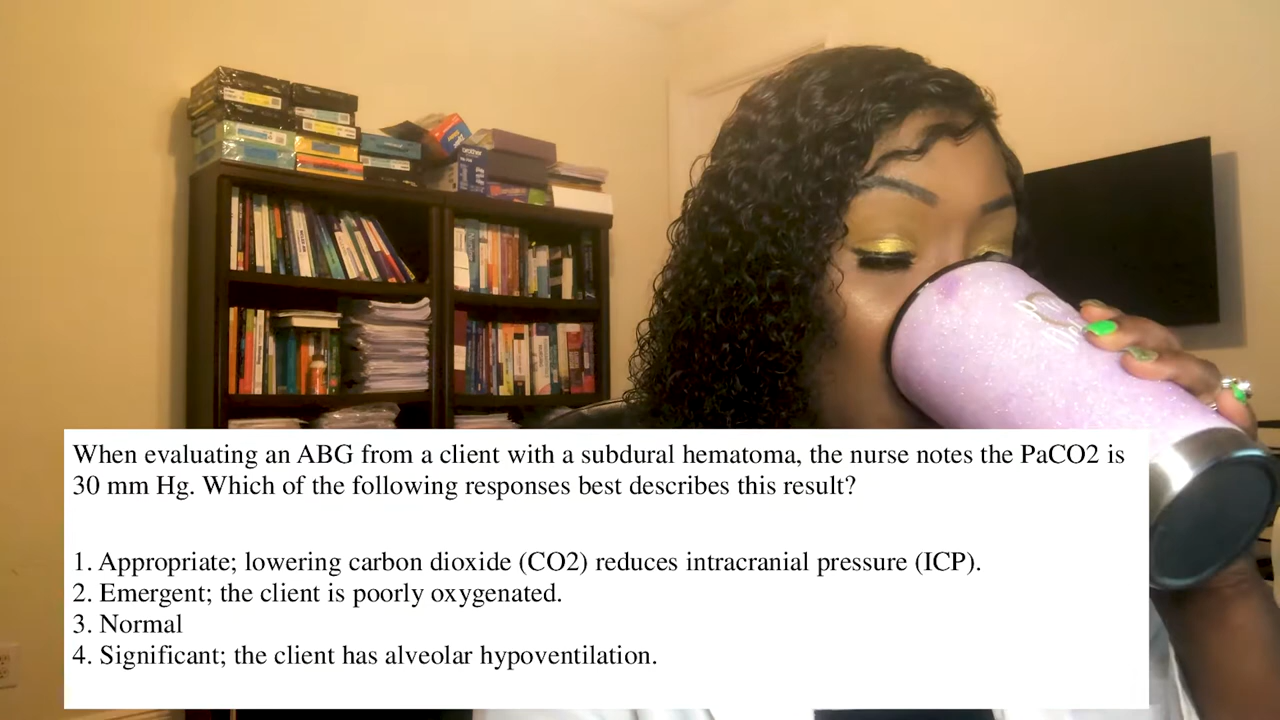 When evaluating an ABG from a client with a subdural hematoma, the nurse notes the PaCO2 is
30 mm Hg. Which of the following responses best describes this result?
1. Appropriate; lowering carbon dioxide (CO2) reduces intracranial pressure (ICP).
2. Emergent; the client is poorly oxygenated.
3. Normal
4. Significant; the client has alveolar hypoventilation.